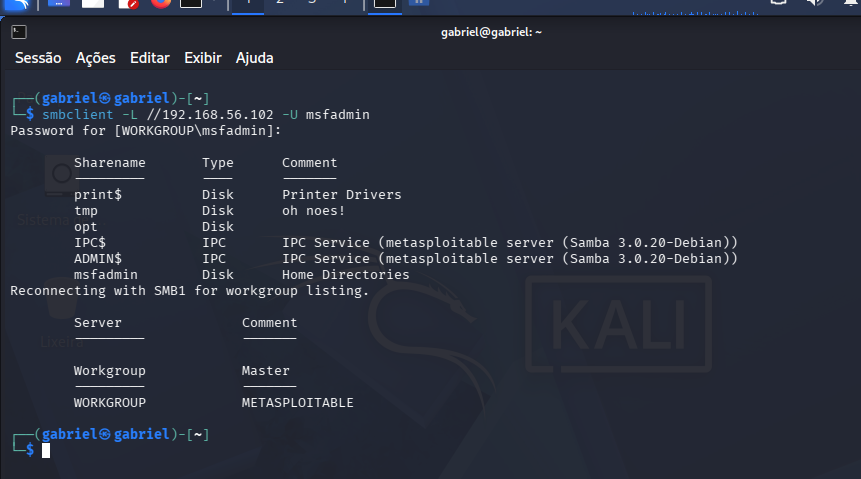 gabriel@gabriel: ~
Sessão Ações Editar Exibir Ajuda
┌──(gabriel㉿gabriel)-[~]
└─$ smbclient -L //192.168.56.102 -U msfadmin
Password for [WORKGROUP\msfadmin]:
Sharename Type Comment
--------- ---- -------
print$ Disk Printer Drivers
tmp Disk oh noes!
opt Disk
IPC$ IPC IPC Service (metasploitable server (Samba 3.0.20-Debian))
ADMIN$ IPC IPC Service (metasploitable server (Samba 3.0.20-Debian))
msfadmin Disk Home Directories
Reconnecting with SMB1 for workgroup listing.
Server Comment
--------- -------
Workgroup Master
--------- -------
WORKGROUP METASPLOITABLE
┌──(gabriel㉿gabriel)-[~]
└─$
KALI